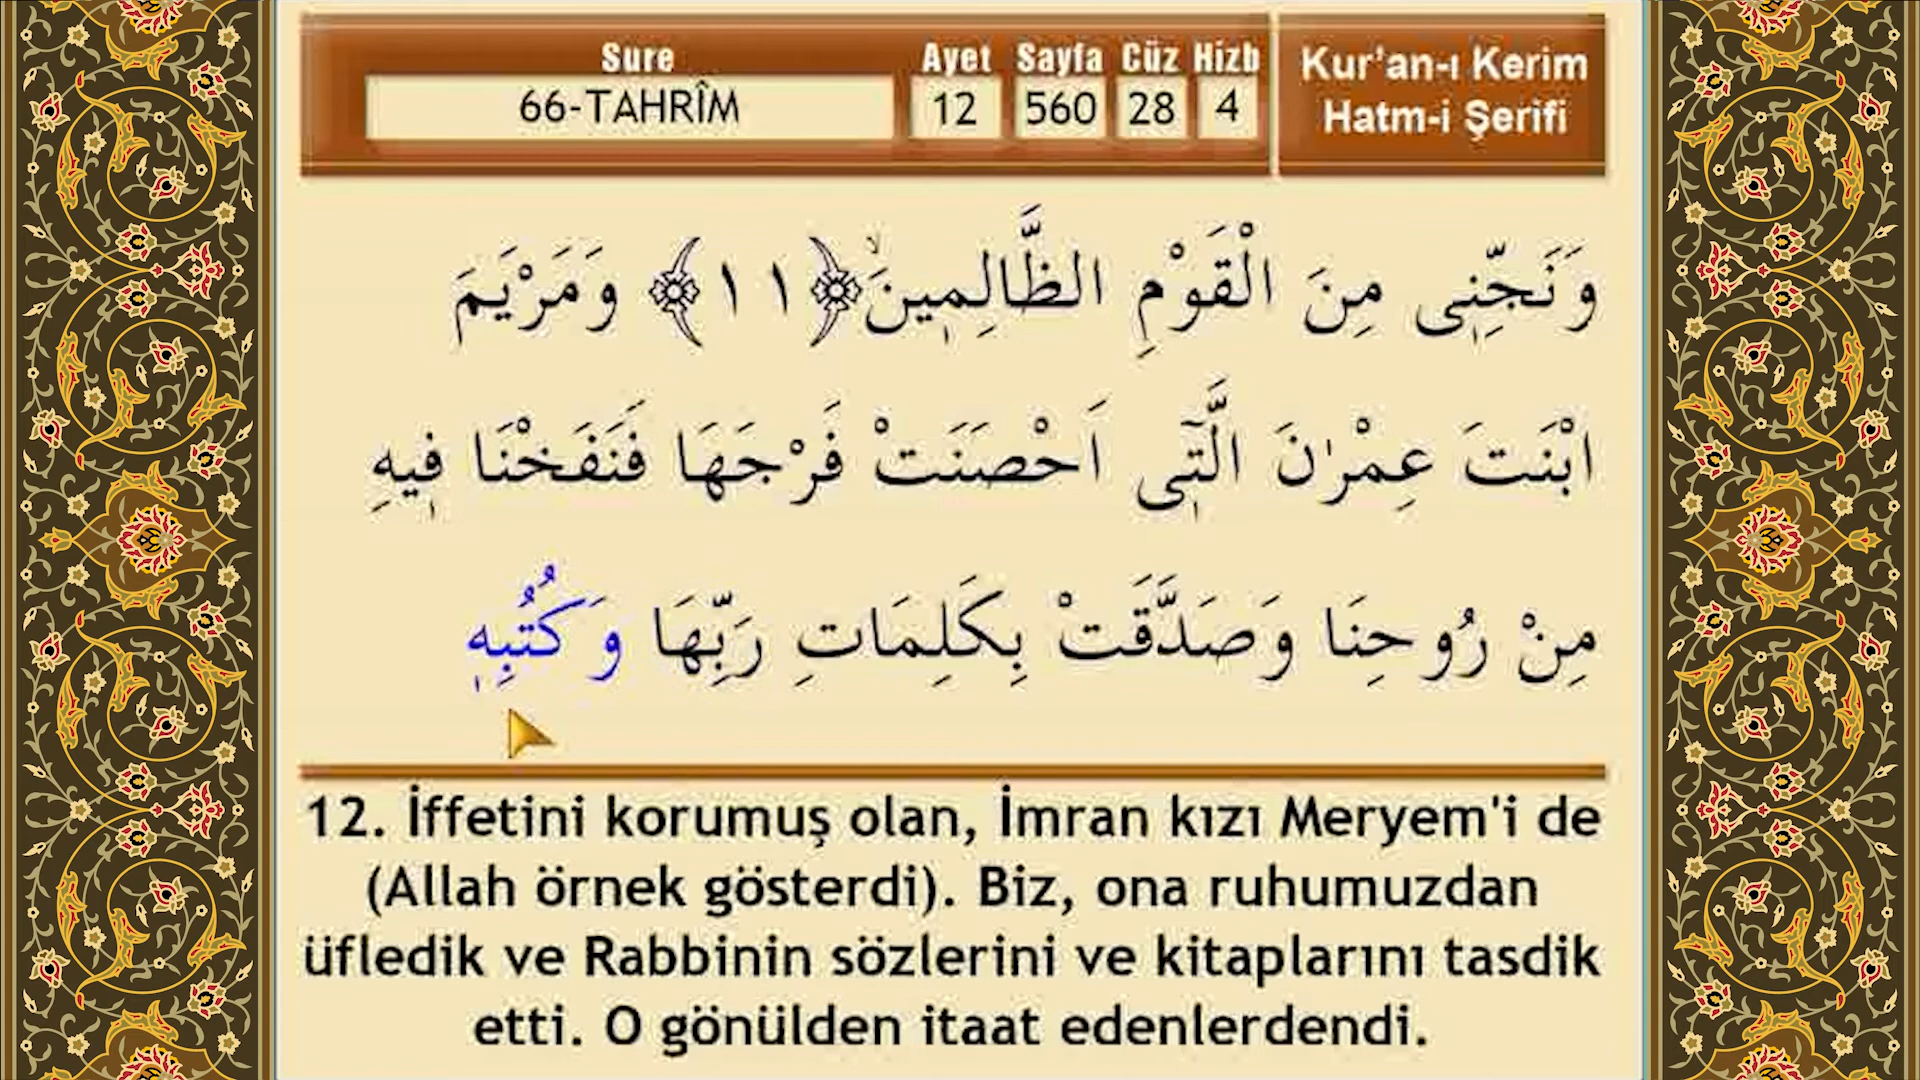 Sure Ayet Sayfa Cüz Hizb
66-TAHRÎM 12 560 28 4
Kur'an-ı Kerim
Hatm-i Şerifi
وَنَجِّنٖى مِنَ الْقَوْمِ الظَّالِمٖينَۙ ﴿١١﴾ وَمَرْيَمَ
ابْنَتَ عِمْرٰنَ الَّتٖٓى اَحْصَنَتْ فَرْجَهَا فَنَفَخْنَا فٖيهِ
مِنْ رُوحِنَا وَصَدَّقَتْ بِكَلِمَاتِ رَبِّهَا وَكُتُبِهٖ
12. İffetini korumuş olan, İmran kızı Meryem'i de
(Allah örnek gösterdi). Biz, ona ruhumuzdan
üfledik ve Rabbinin sözlerini ve kitaplarını tasdik
etti. O gönülden itaat edenlerdendi.